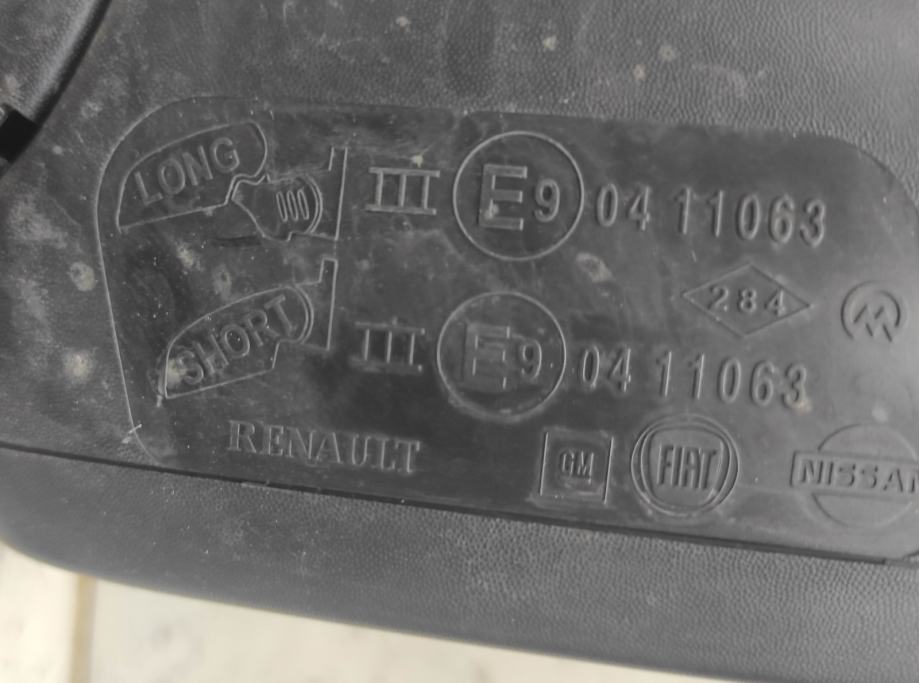 LONG
III E9 04 11063
284
SHORT
III E9 04 11063
RENAULT GM FIAT NISSAN